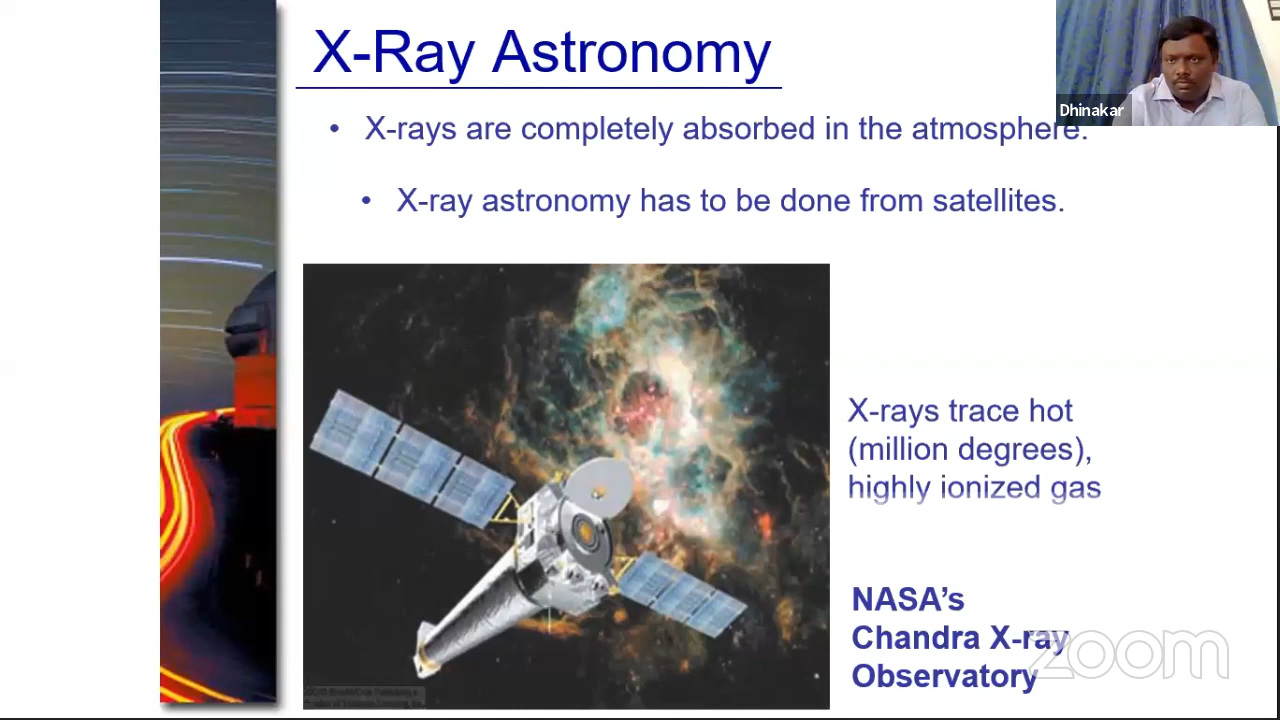 X-Ray Astronomy
Dhinakar
• X-rays are completely absorbed in the atmosphere.
• X-ray astronomy has to be done from satellites.
X-rays trace hot
(million degrees),
highly ionized gas
NASA’s
Chandra X-ray
Observatory
zoom